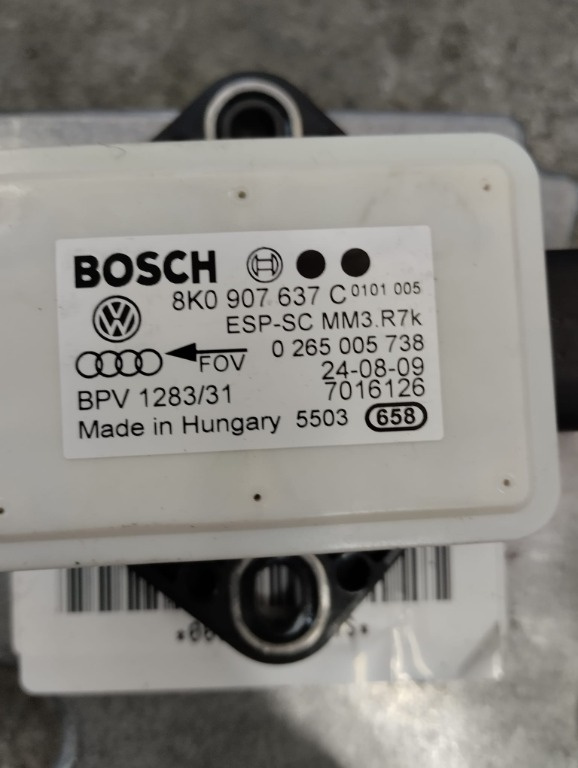 BOSCH
8K0 907 637 C 0101 005
ESP-SC MM3.R7k
FOV 0 265 005 738
24-08-09
BPV 1283/31 7016126
Made in Hungary 5503 658